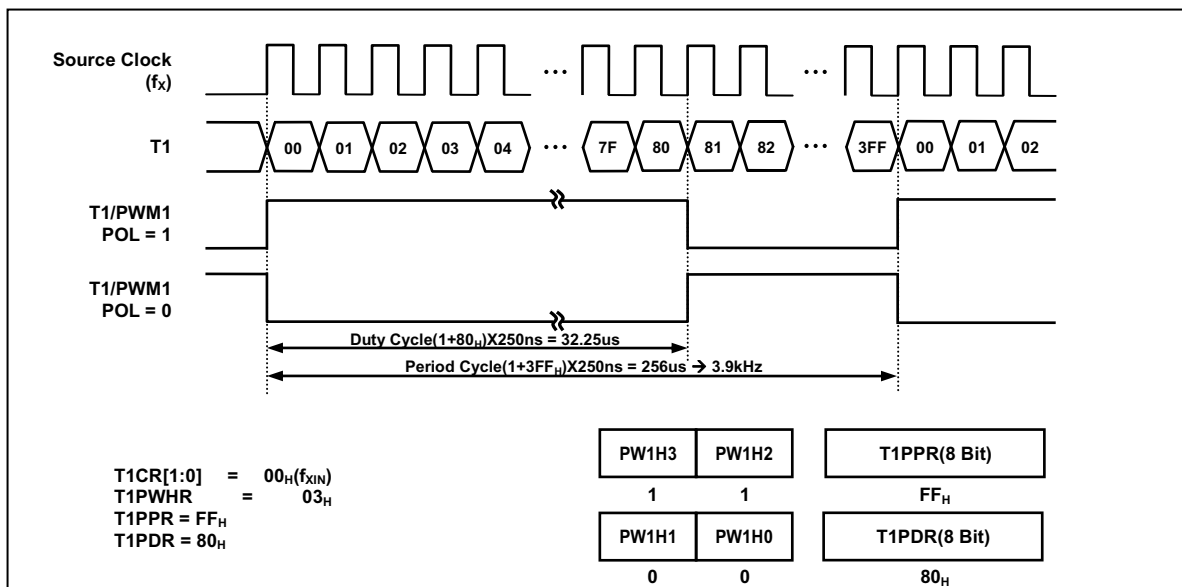 Source Clock
(fX)
... ...
T1
00 01 02 03 04 ... 7F 80 81 82 ... 3FF 00 01 02
T1/PWM1
POL = 1
T1/PWM1
POL = 0
Duty Cycle(1+80H)X250ns = 32.25us
Period Cycle(1+3FFH)X250ns = 256us → 3.9kHz
PW1H3 PW1H2 T1PPR(8 Bit)
1 1 FFH
PW1H1 PW1H0 T1PDR(8 Bit)
0 0 80H
T1CR[1:0] = 00H(fXIN)
T1PWHR = 03H
T1PPR = FFH
T1PDR = 80H